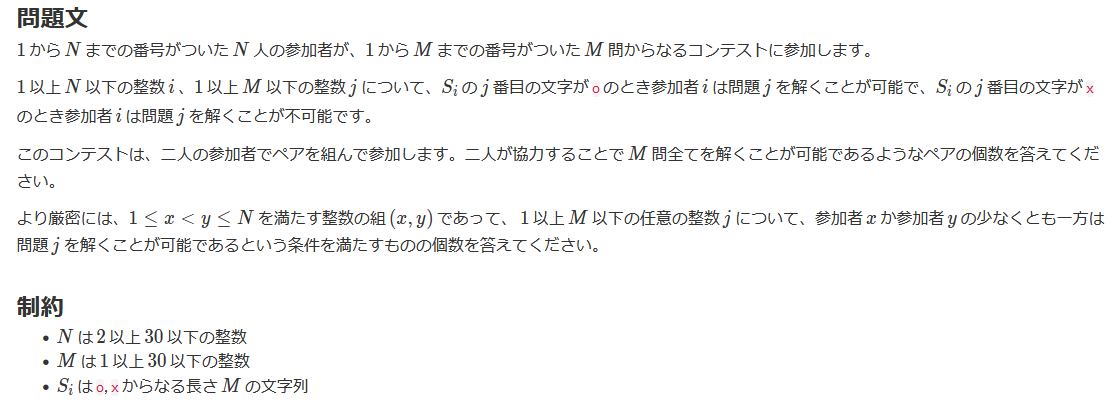 問題文
1 から N までの番号がついた N 人の参加者が、1 から M までの番号がついた M 問からなるコンテストに参加します。
1 以上 N 以下の整数 i 、1 以上 M 以下の整数 j について、S_i の j 番目の文字が o のとき参加者 i は問題 j を解くことが可能で、S_i の j 番目の文字が x
のとき参加者 i は問題 j を解くことが不可能です。
このコンテストは、二人の参加者でペアを組んで参加します。二人が協力することで M 問全てを解くことが可能であるようなペアの個数を答えてくだ
さい。
より厳密には、1 ≤ x < y ≤ N を満たす整数の組 (x, y) であって、 1 以上 M 以下の任意の整数 j について、参加者 x か参加者 y の少なくとも一方は
問題 j を解くことが可能であるという条件を満たすものの個数を答えてください。
制約
• N は 2 以上 30 以下の整数
• M は 1 以上 30 以下の整数
• S_i は o, x からなる長さ M の文字列